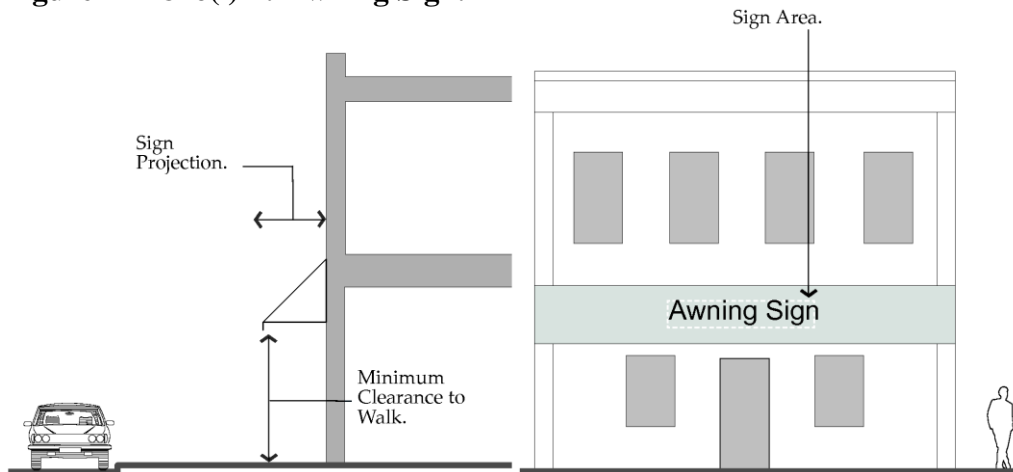 Sign Area.
Sign
Projection.
Awning Sign
Minimum
Clearance to
Walk.